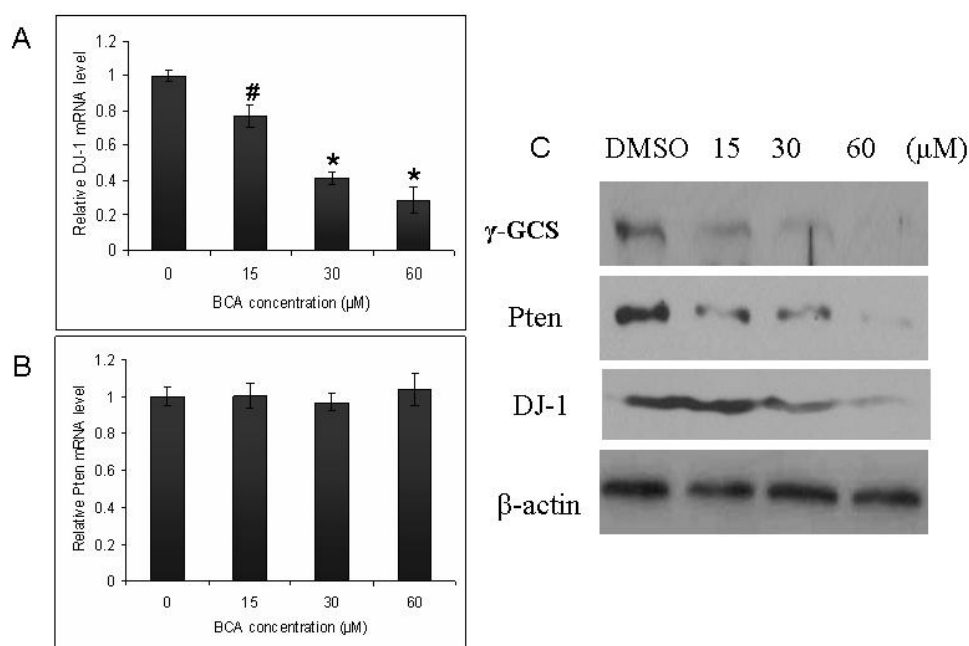 A
Relative DJ-1 mRNA level
1.2
1
0.8
0.6
0.4
0.2
0
#
*
*
0 15 30 60
BCA concentration (µM)
B
Relative Pten mRNA level
1.2
1
0.8
0.6
0.4
0.2
0
0 15 30 60
BCA concentration (µM)
C DMSO 15 30 60 (µM)
γ-GCS
Pten
DJ-1
β-actin